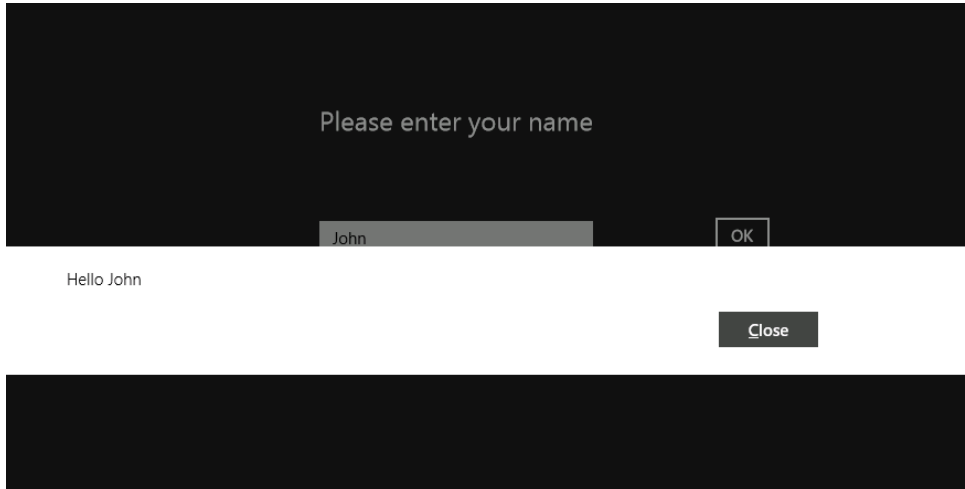 Please enter your name
John
OK
Hello John
Close